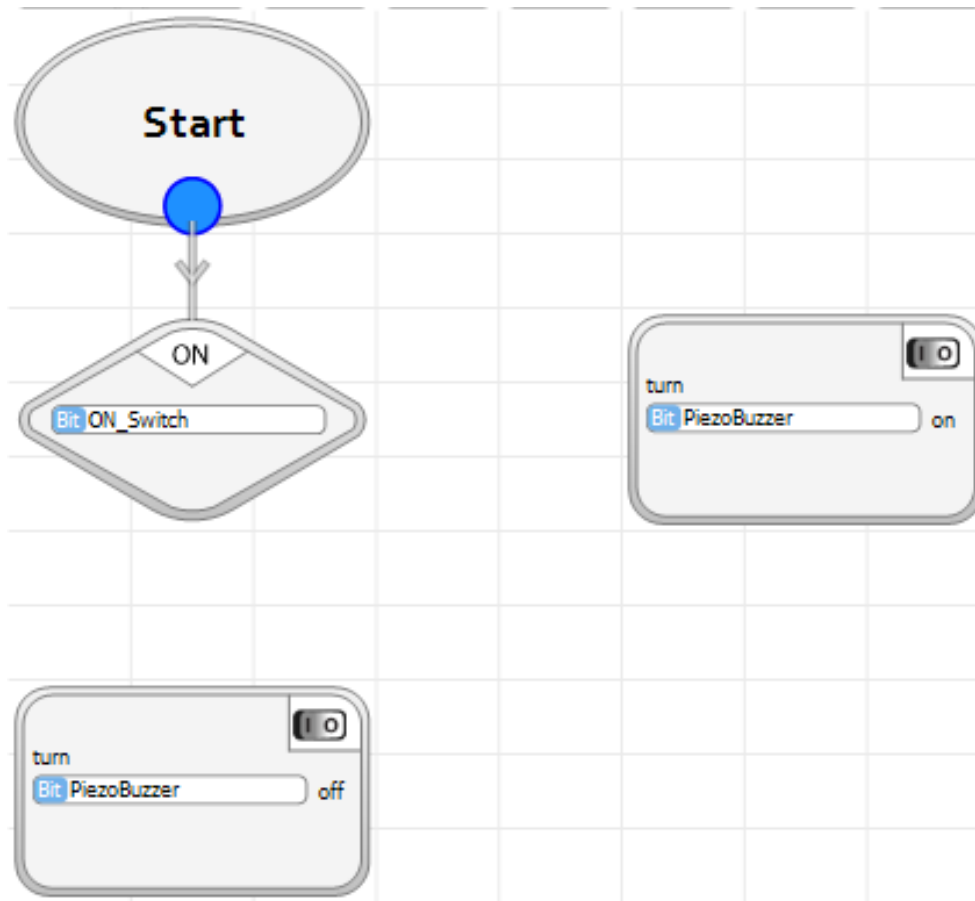 Start
ON
Bit ON_Switch
I O
turn
Bit PiezoBuzzer on
I O
turn
Bit PiezoBuzzer off